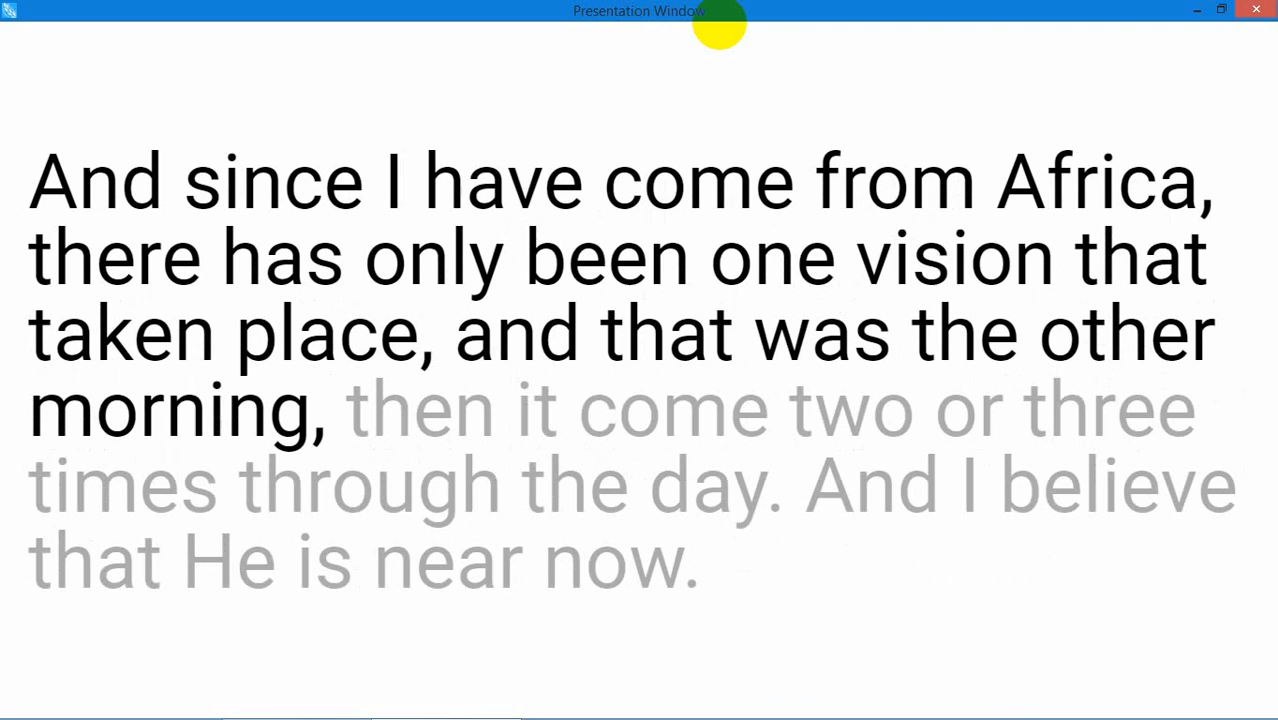 Presentation Window
And since I have come from Africa,
there has only been one vision that
taken place, and that was the other
morning, then it come two or three
times through the day. And I believe
that He is near now.